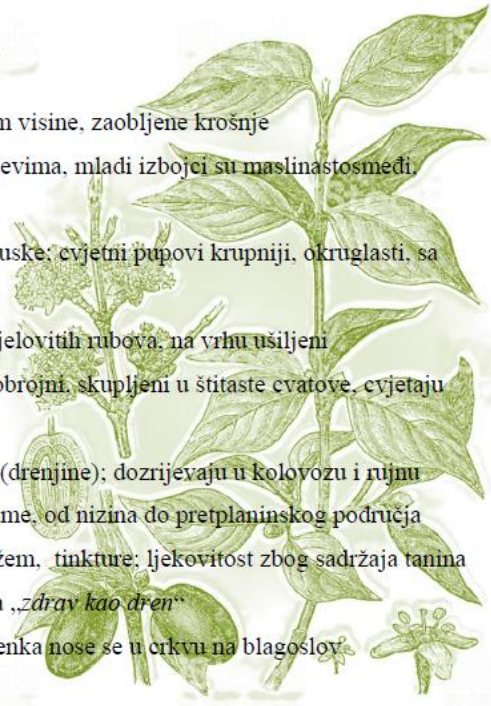 m visine, zaobljene krošnje
evima, mladi izbojci su maslinastosmeđi,
uske; cvjetni pupovi krupniji, okruglasti, sa
jelovitih rubova, na vrhu ušiljeni
obrojni, skupljeni u štitaste cvatove, cvjetaju
(drenjine); dozrijevaju u kolovozu i rujnu
me, od nizina do pretplaninskog područja
žem, tinkture; ljekovitost zbog sadržaja tanina
a „zdrav kao dren“
enka nose se u crkvu na blagoslov